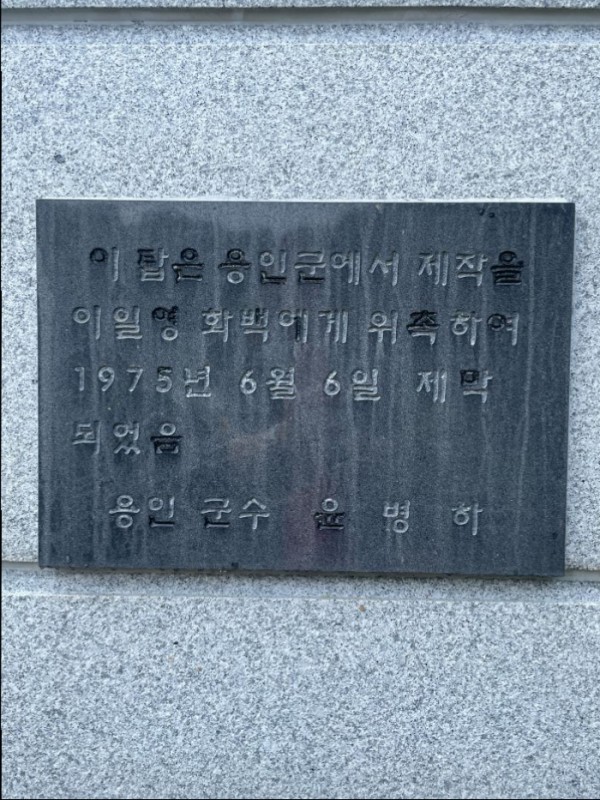 이 탑은 용인군에서 제작을
이일영 화백에게 위촉하여
1975년 6월 6일 제막
되었음
용인 군수 윤 병 하